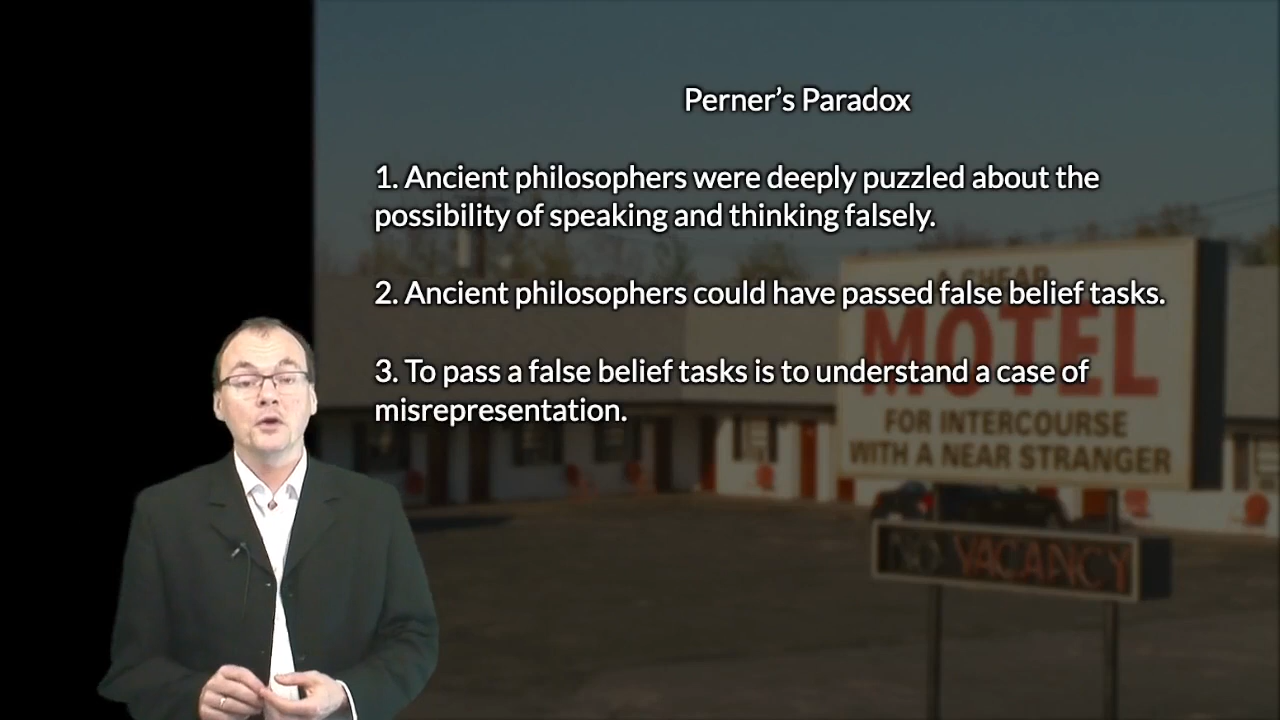 Perner’s Paradox
1. Ancient philosophers were deeply puzzled about the
possibility of speaking and thinking falsely.
2. Ancient philosophers could have passed false belief tasks.
3. To pass a false belief tasks is to understand a case of
misrepresentation.
A CHEAP
MOTEL
FOR INTERCOURSE
WITH A NEAR STRANGER
NO VACANCY